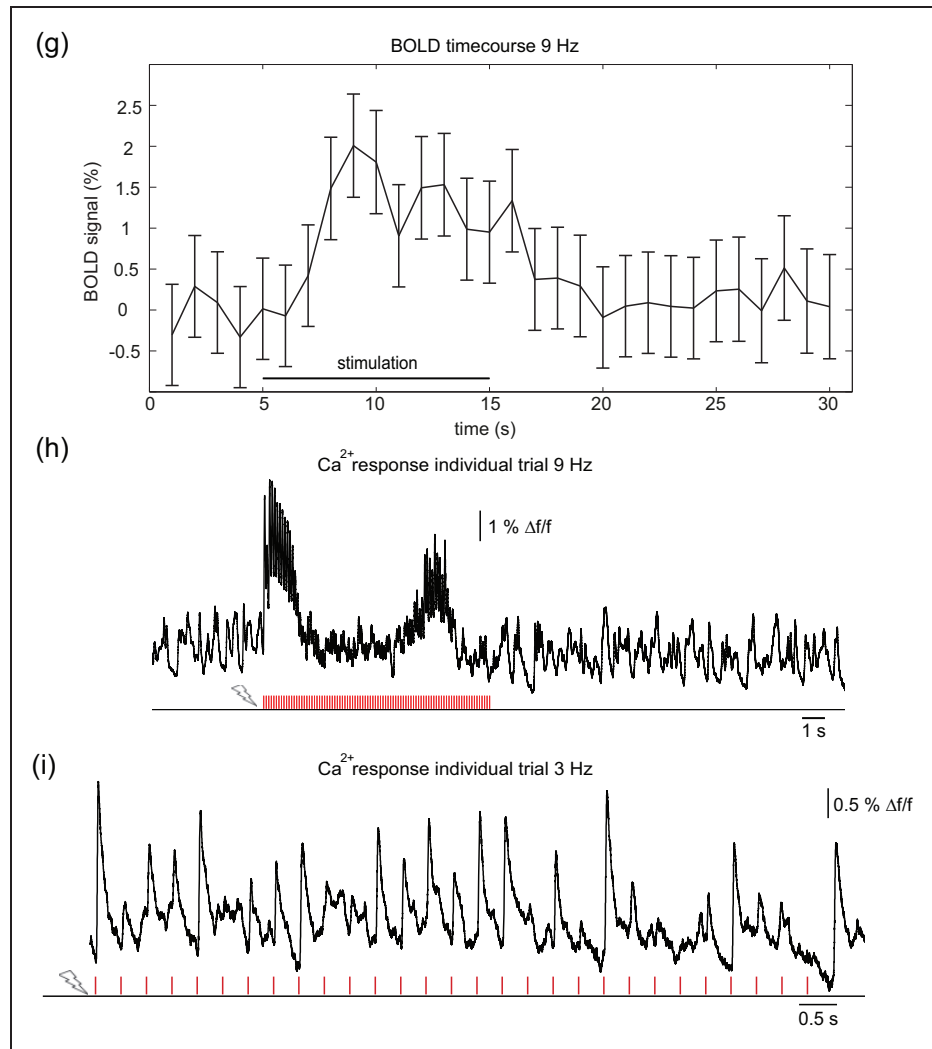 (g)
BOLD timecourse 9 Hz
BOLD signal (%)
2.5
2
1.5
1
0.5
0
-0.5
stimulation
0 5 10 15 20 25 30
time (s)
(h)
Ca2+ response individual trial 9 Hz
1 % Δf/f
1 s
(i)
Ca2+ response individual trial 3 Hz
0.5 % Δf/f
0.5 s